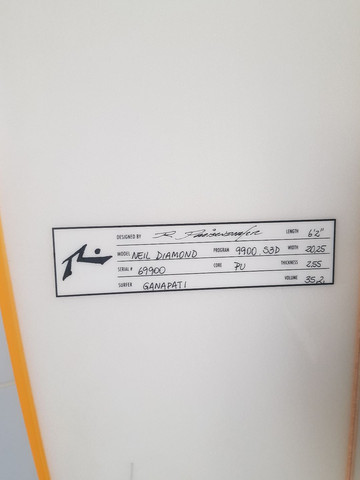 DESIGNED BY R. Preisendorfer LENGTH 6'2"
MODEL NEIL DIAMOND PROGRAM 9900 S3D WIDTH 20.25
SERIAL # 69900 CORE PU THICKNESS 2.55
SURFER GANAPATI VOLUME 35.2